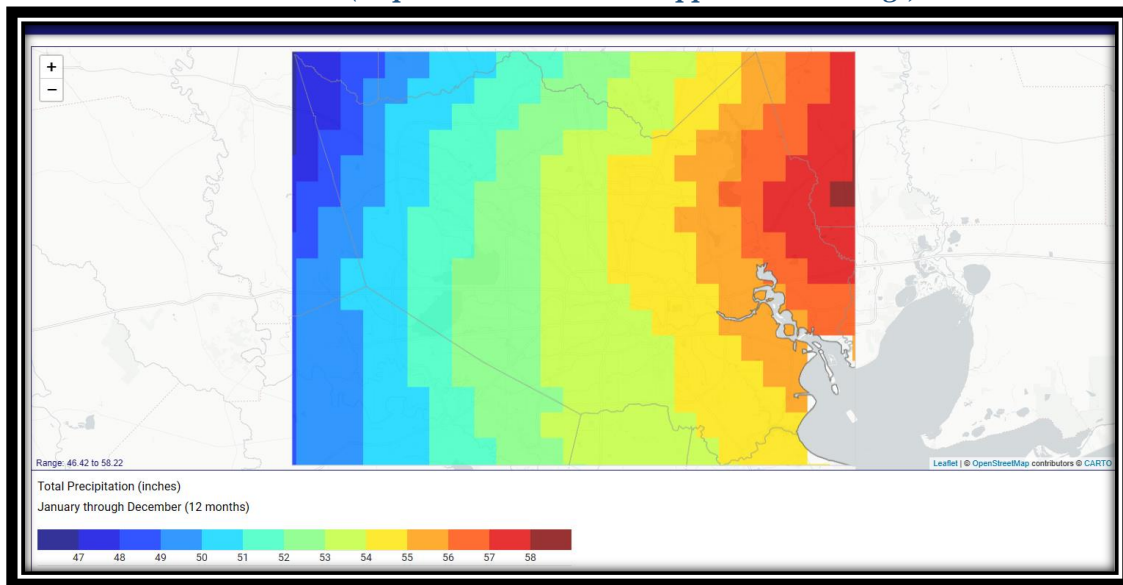 +
−
Range: 46.42 to 58.22
Leaflet | © OpenStreetMap contributors © CARTO
Total Precipitation (inches)
January through December (12 months)
47 48 49 50 51 52 53 54 55 56 57 58